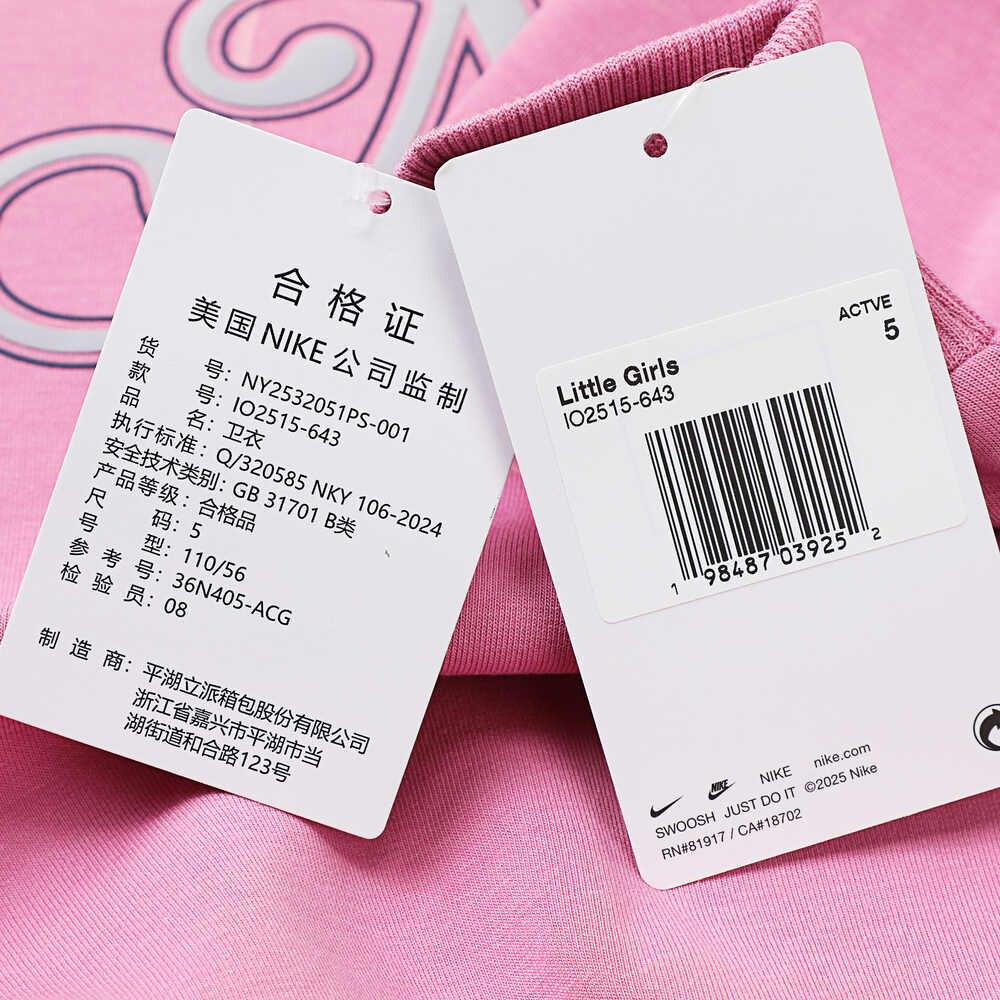 合格证
美国NIKE公司监制
货号：NY2532051PS-001
款号：IO2515-643
品名：卫衣
执行标准：Q/320585 NKY 106-2024
安全技术类别：GB 31701 B类
产品等级：合格品
尺码：5
号型：110/56
参考号：36N405-ACG
检验员：08
制造商：平湖立派箱包股份有限公司
浙江省嘉兴市平湖市当
湖街道和合路123号
ACTVE
5
Little Girls
IO2515-643
1 98487 03925 2
NIKE NIKE nike.com
SWOOSH JUST DO IT ©2025 Nike
RN#81917 / CA#18702